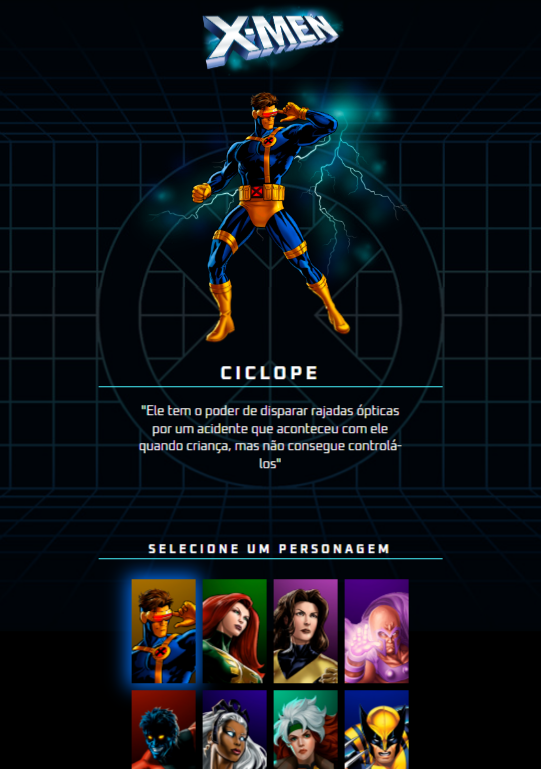 X-MEN
CICLOPE
"Ele tem o poder de disparar rajadas ópticas
por um acidente que aconteceu com ele
quando criança, mas não consegue controlá-
los"
SELECIONE UM PERSONAGEM